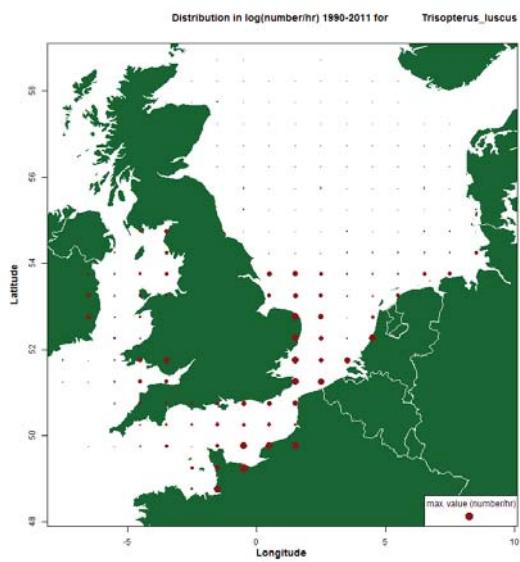 Distribution in log(number/hr) 1990-2011 for Trisopterus_luscus
58
56
54
52
50
48
Latitude
max. value (number/hr)
-5 0 5 10
Longitude